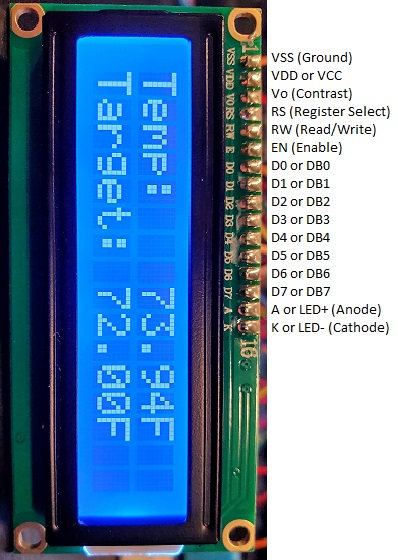 Temp: 73.94F
Target: 72.00F
VSS VDD VO RS RW E D0 D1 D2 D3 D4 D5 D6 D7 A K
16
VSS (Ground)
VDD or VCC
Vo (Contrast)
RS (Register Select)
RW (Read/Write)
EN (Enable)
D0 or DB0
D1 or DB1
D2 or DB2
D3 or DB3
D4 or DB4
D5 or DB5
D6 or DB6
D7 or DB7
A or LED+ (Anode)
K or LED- (Cathode)